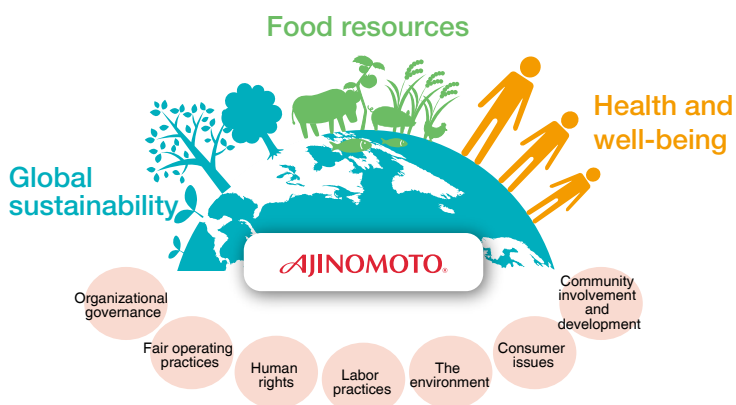 Food resources
Health and
well-being
Global
sustainability
AJINOMOTO®
Organizational
governance
Fair operating
practices
Human
rights
Labor
practices
The
environment
Consumer
issues
Community
involvement
and
development